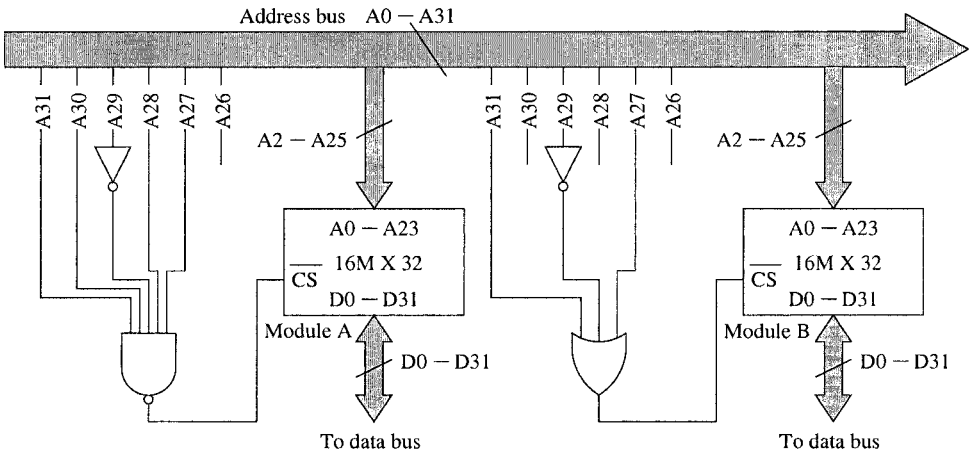 Address bus A0 – A31
A31 A30 A29 A28 A27 A26
A2 – A25
A31 A30 A29 A28 A27 A26
A2 – A25
A0 – A23
CS 16M X 32
D0 – D31
Module A
D0 – D31
To data bus
A0 – A23
CS 16M X 32
D0 – D31
Module B
D0 – D31
To data bus